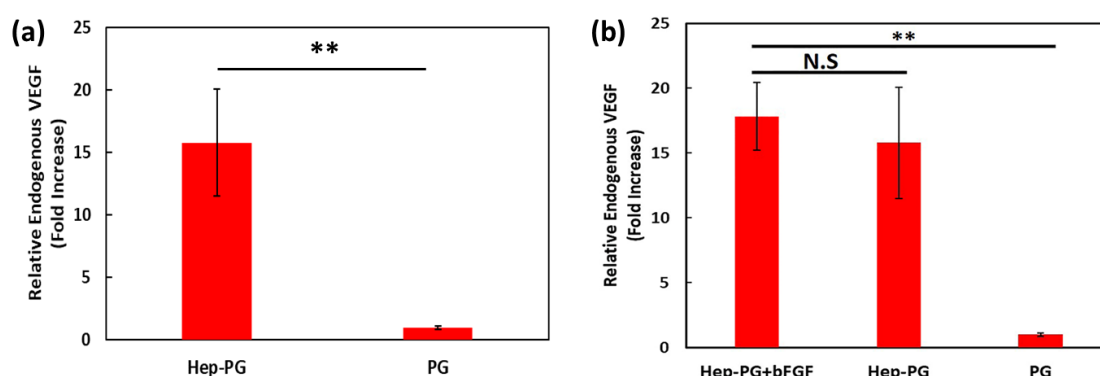 (a)
Relative Endogenous VEGF
(Fold Increase)
25
20
15
10
5
0
**
Hep-PG
PG
(b)
Relative Endogenous VEGF
(Fold Increase)
25
20
15
10
5
0
**
N.S
Hep-PG+bFGF
Hep-PG
PG